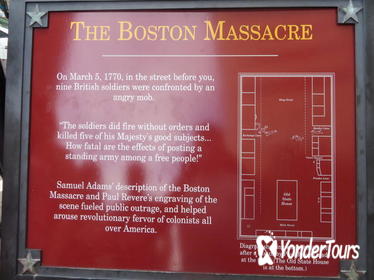 THE BOSTON MASSACRE
On March 5, 1770, in the street before you,
nine British soldiers were confronted by an
angry mob.
"The soldiers did fire without orders and
killed five of his Majesty's good subjects...
How fatal are the effects of posting a
standing army among a free people!"
Samuel Adams' description of the Boston
Massacre and Paul Revere's engraving of the
scene fueled public outrage, and helped
arouse revolutionary fervor of colonists all
over America.
King Street
Old
State
House
after
at the
The Old State House
is at the bottom.)
YONDERTOURS